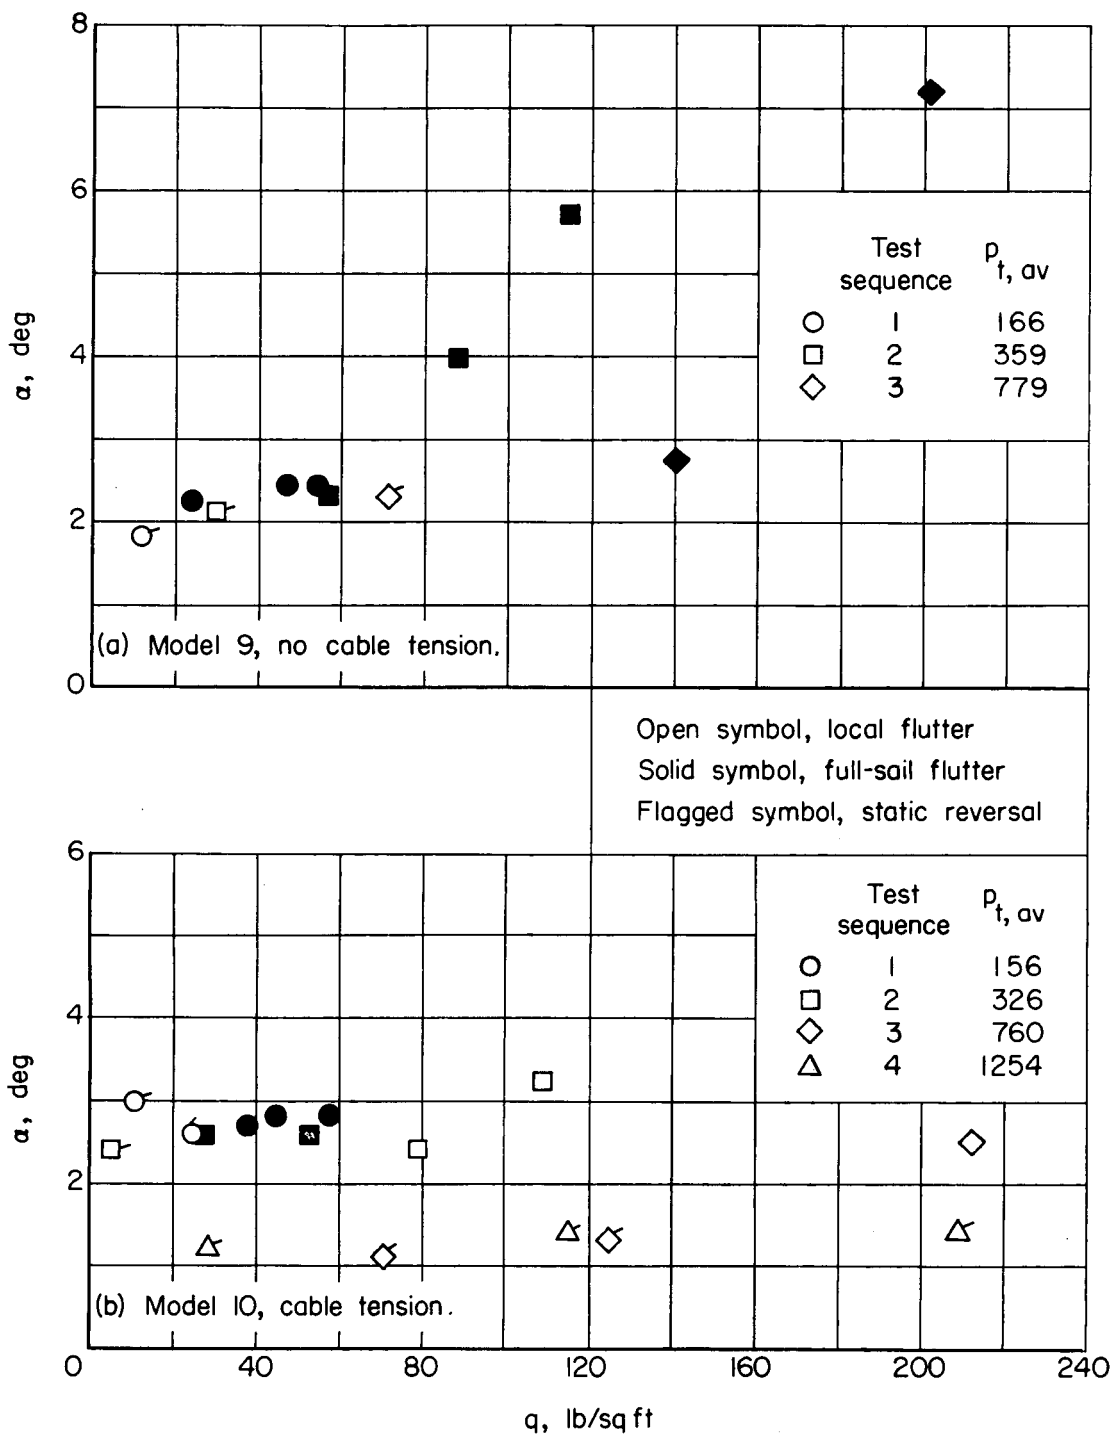 8
6
4
2
0
α, deg
Test sequence p t, av
1 166
2 359
3 779
(a) Model 9, no cable tension.
Open symbol, local flutter
Solid symbol, full-sail flutter
Flagged symbol, static reversal
6
4
2
0
α, deg
Test sequence p t, av
1 156
2 326
3 760
4 1254
(b) Model 10, cable tension.
40 80 120 160 200 240
q, lb/sq ft